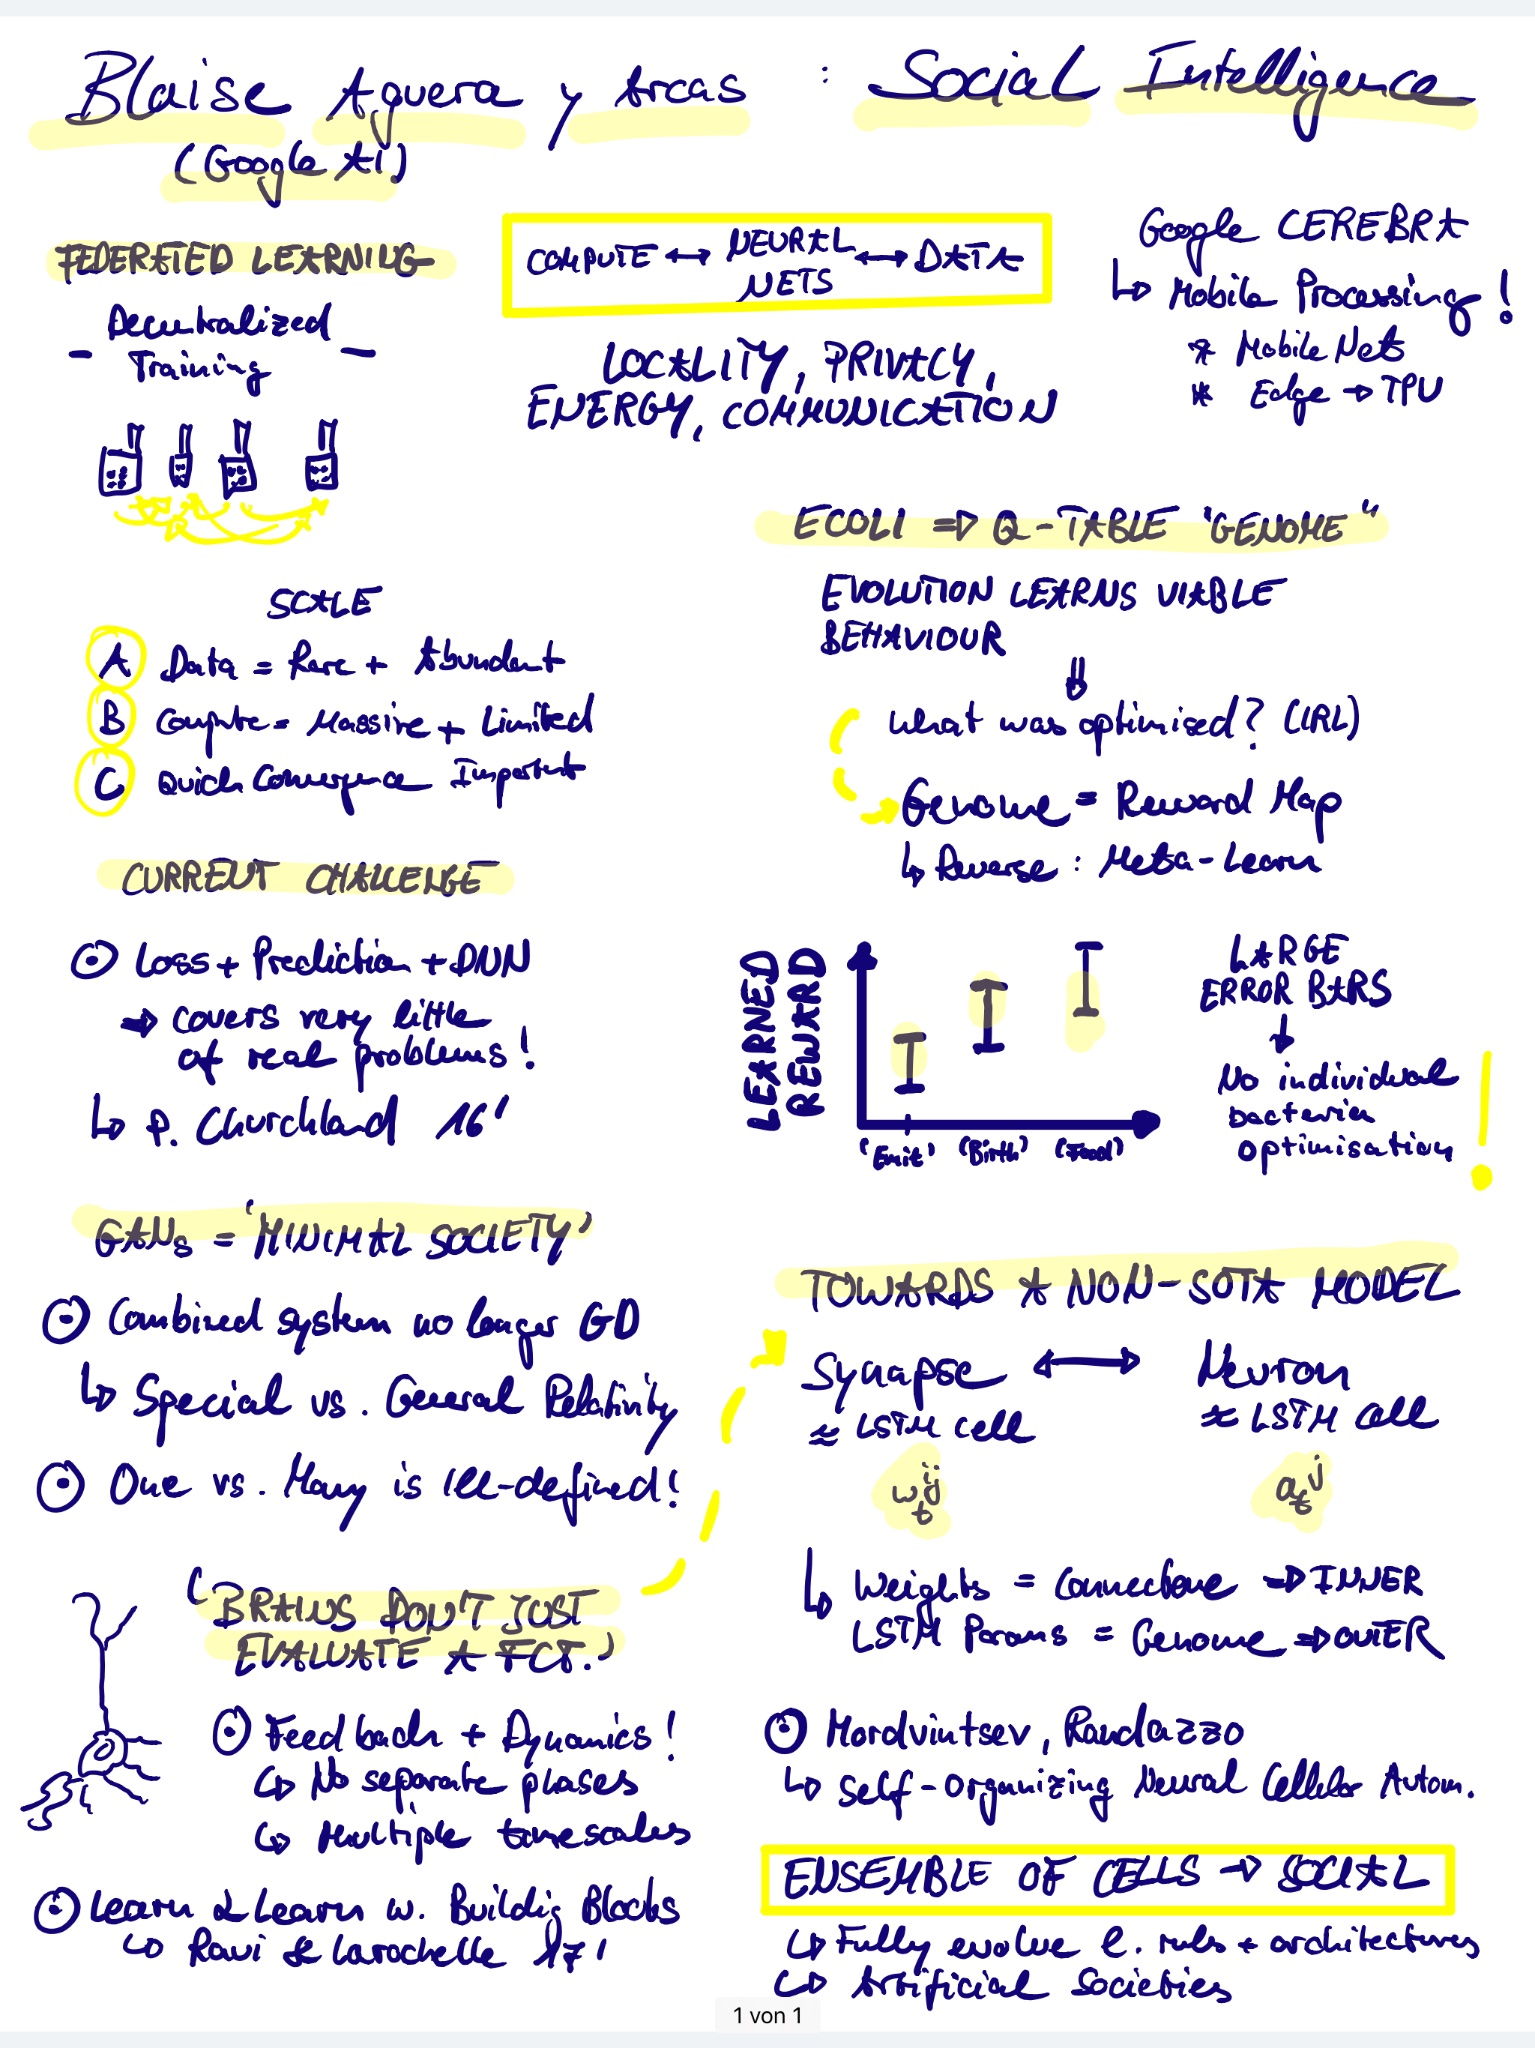 Blaise Aguera y Arcas : Social Intelligence
(Google AI)
FEDERATED LEARNING
- Decentralized
Training -
COMPUTE ↔ NEURAL NETS ↔ DATA
LOCALITY, PRIVACY,
ENERGY, COMMUNICATION
Google CEREBRA
↳ Mobile Processing!
* Mobile Nets
* Edge → TPU
SCALE
A Data = Rare + Abundant
B Compute = Massive + Limited
C Quick Convergence Important
CURRENT CHALLENGE
⊙ Loss + Prediction + DNN
⇒ covers very little
of real problems!
↳ P. Churchland 16'
GANs = 'MINIMAL SOCIETY'
⊙ Combined system no longer GD
↳ Special vs. General Relativity
⊙ One vs. Many is ill-defined!
'BRAINS DON'T JUST
EVALUATE A FCT.'
⊙ Feedback + Dynamics!
↳ No separate phases
↳ Multiple timescales
⊙ Learn 2 Learn w. Buildig Blocks
↳ Ravi & Larochelle 17'
ECOLI ⇒ Q-TABLE "GENOME"
EVOLUTION LEARNS VIABLE
BEHAVIOUR
⇓
What was optimised? (IRL)
Genome = Reward Map
↳ Reverse : Meta-Learn
LEARNED
REWARD
('Emit') ('Birth') ('Food')
LARGE
ERROR BARS
↓
No individual
bacteria
optimisation !
TOWARDS A NON-SOTA MODEL
Synapse ↔ Neuron
≈ LSTM cell ≈ LSTM cell
w_t^ij a_t^j
↳ Weights = Connectome ⇒ INNER
LSTM Params = Genome ⇒ OUTER
⊙ Mordvintsev, Randazzo
↳ Self-Organizing Neural Cellular Autom.
ENSEMBLE OF CELLS → SOCIAL
↳ Fully evolve l. rules + architectures
↳ Artificial Societies
1 von 1